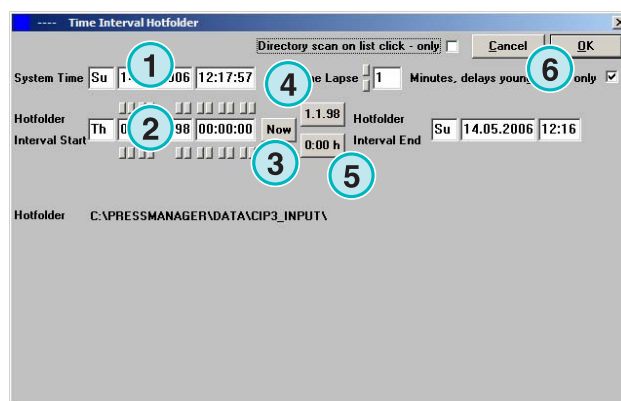 ---- Time Interval Hotfolder
Directory scan on list click - only Cancel OK
System Time Su 2006 12:17:57 Lapse 1 Minutes, delays only
1 4 6
Hotfolder
Interval Start Th 98 00:00:00 Now 1.1.98 0:00 h Hotfolder
Interval End Su 14.05.2006 12:16
2 3 5
Hotfolder C:\PRESSMANAGER\DATA\CIP3_INPUT\